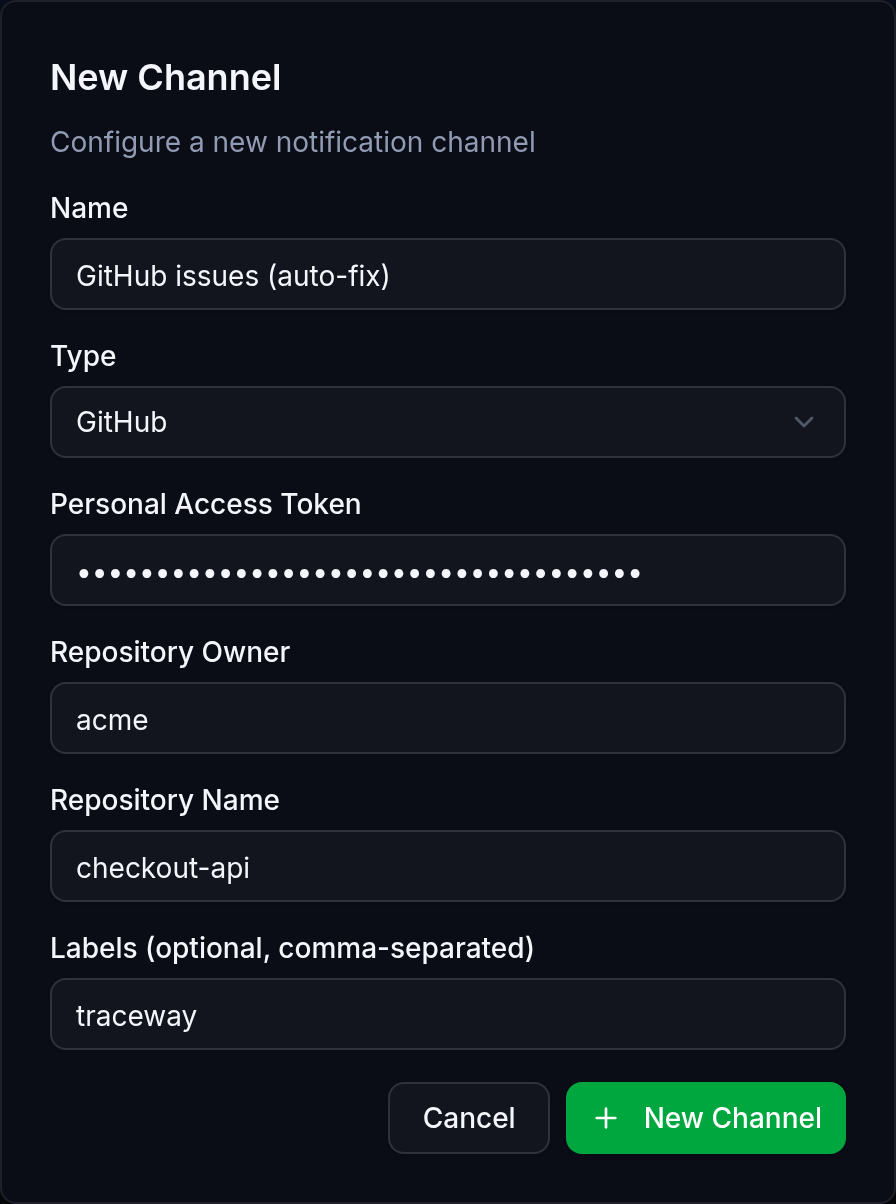 New Channel
Configure a new notification channel
Name
GitHub issues (auto-fix)
Type
GitHub
Personal Access Token
••••••••••••••••••••••••••••••••••••
Repository Owner
acme
Repository Name
checkout-api
Labels (optional, comma-separated)
traceway
Cancel
+ New Channel